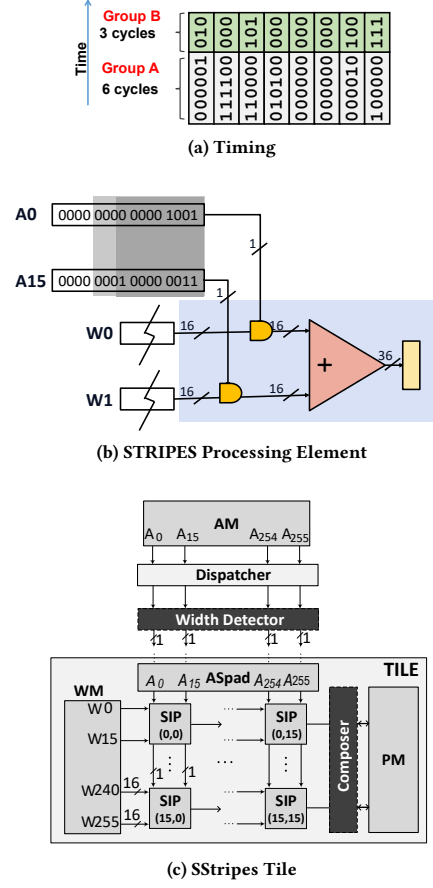 Group B
3 cycles
Group A
6 cycles
Time
010
000
101
000
000
000
111
000001
010100
000000
000000
000010
100000
(a) Timing
A0
0000 0000 0000 1001
1
A15
0000 0001 0000 0011
1
W0
16
16
+
36
W1
16
16
(b) STRIPES Processing Element
AM
A0 A15 A254 A255
Dispatcher
Width Detector
1 1 1 1
TILE
ASpad
A0 A15 A254 A255
WM
W0
W15
W240 16
W255 16
SIP
(0,0)
...
...
SIP
(0,15)
1 1
...
SIP
(15,0)
...
...
SIP
(15,15)
Composer
PM
(c) SStripes Tile